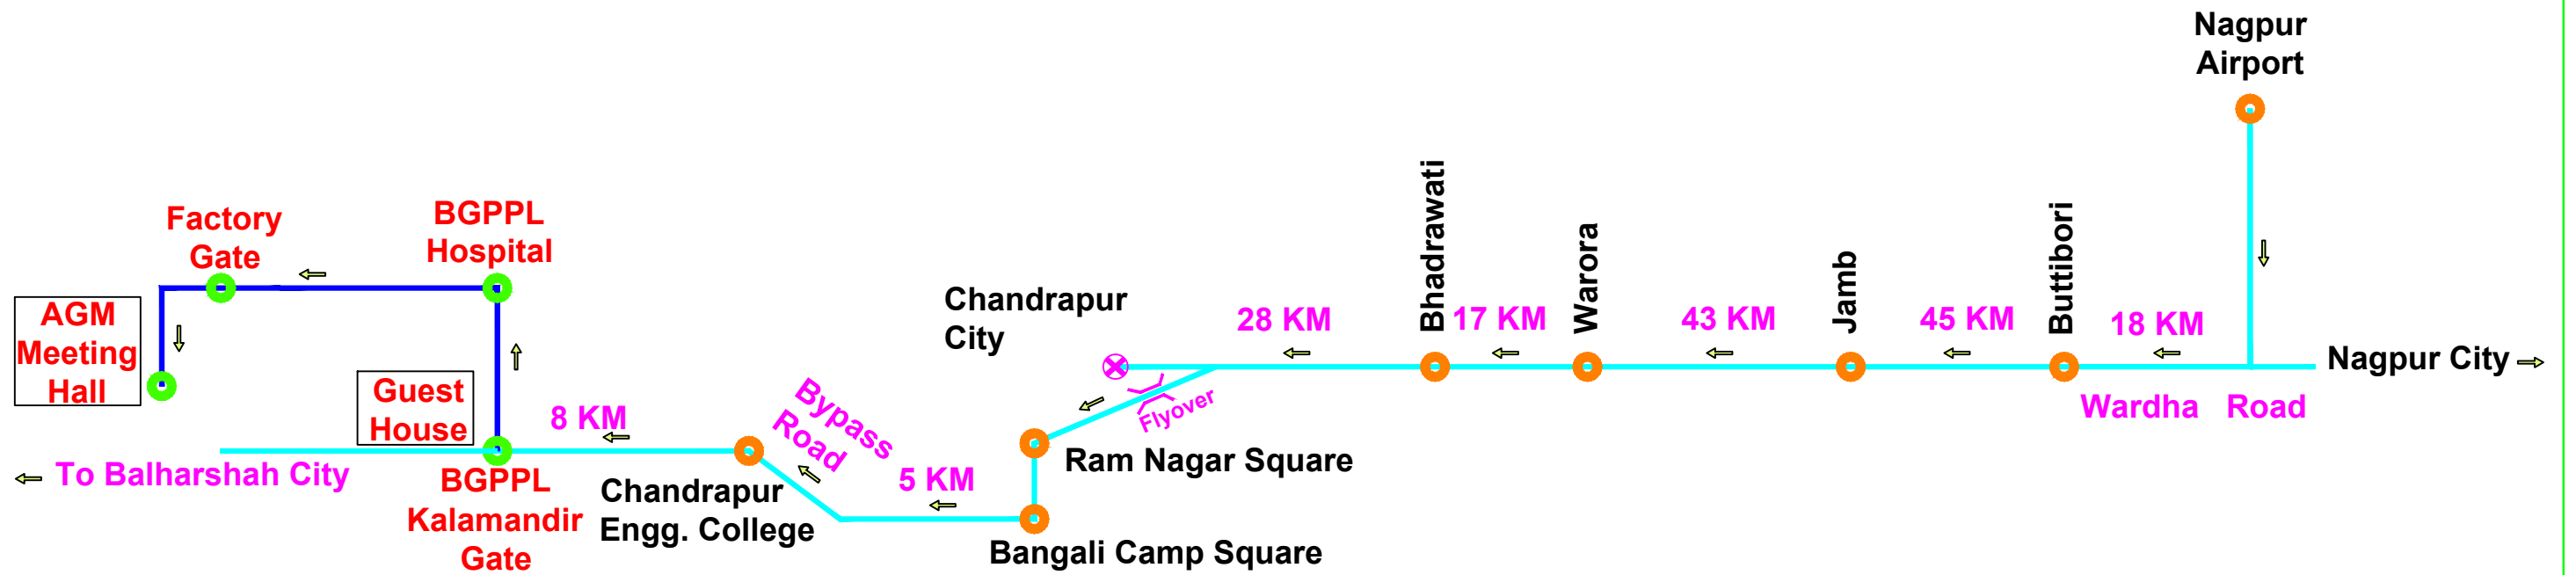 Nagpur
Airport
Factory
Gate
BGPPL
Hospital
AGM
Meeting
Hall
Guest
House
To Balharshah City
BGPPL
Kalamandir
Gate
8 KM
Chandrapur
Engg. College
Bypass
Road
5 KM
Bangali Camp Square
Ram Nagar Square
Chandrapur
City
Flyover
28 KM
Bhadrawati
17 KM
Warora
43 KM
Jamb
45 KM
Buttibori
18 KM
Wardha Road
Nagpur City